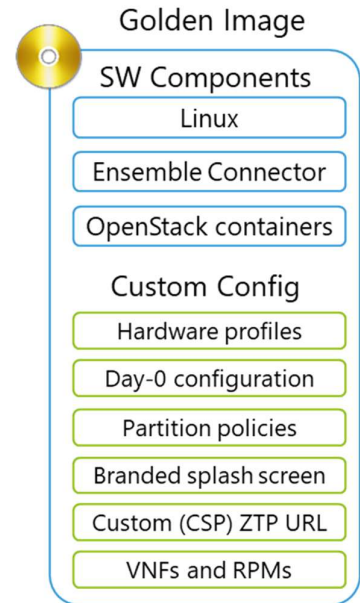 Golden Image
SW Components
Linux
Ensemble Connector
OpenStack containers
Custom Config
Hardware profiles
Day-0 configuration
Partition policies
Branded splash screen
Custom (CSP) ZTP URL
VNFs and RPMs